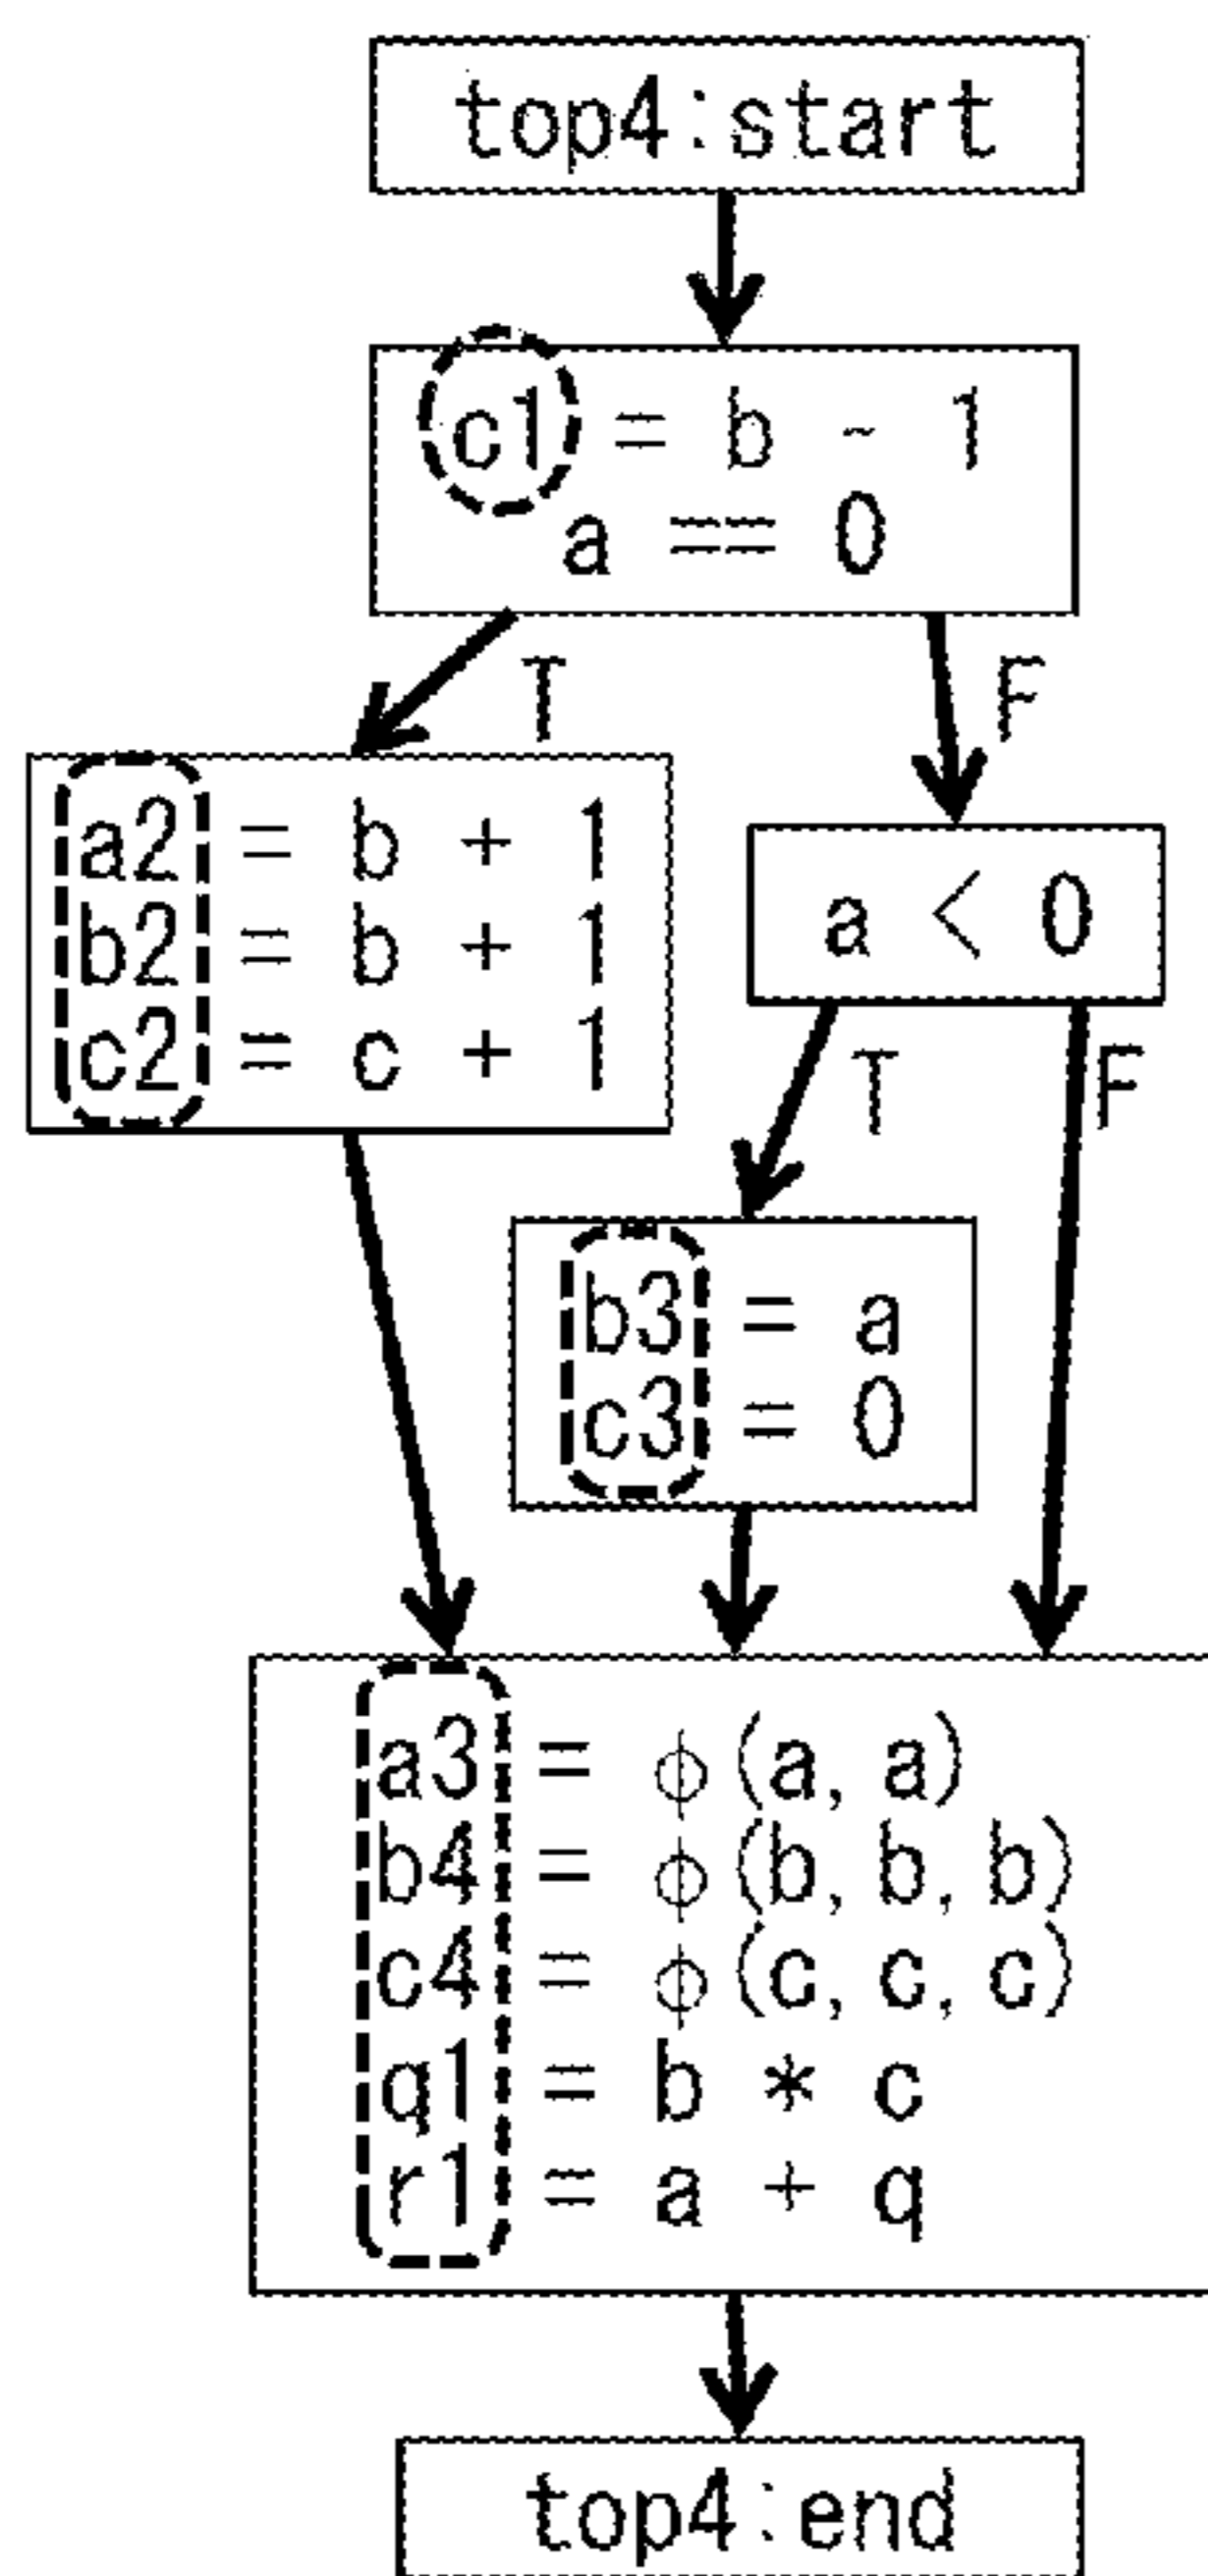 top4:start
c1 = b - 1
a == 0
T
F
a2 = b + 1
b2 = b + 1
c2 = c + 1
a < 0
T
F
b3 = a
c3 = 0
a3 = ϕ(a, a)
b4 = ϕ(b, b, b)
c4 = ϕ(c, c, c)
q1 = b * c
r1 = a + q
top4:end